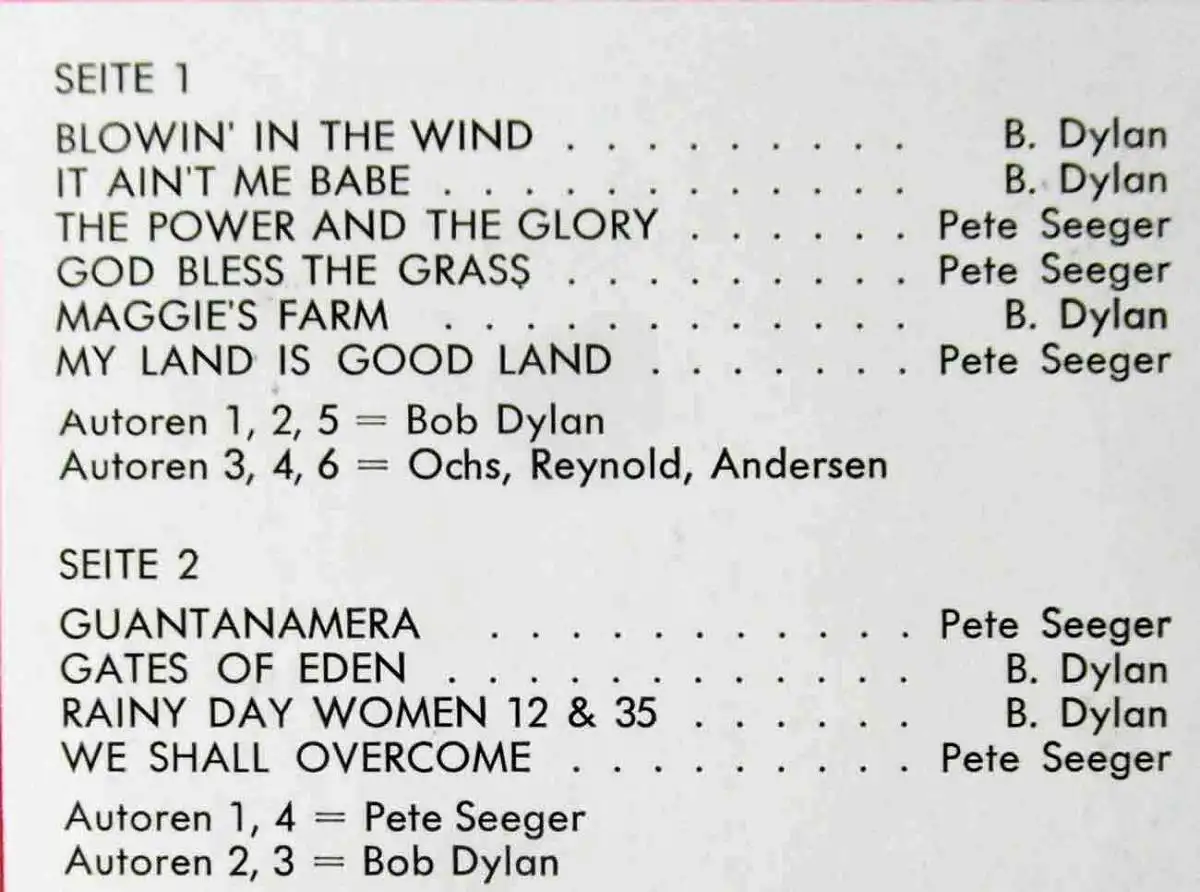 SEITE 1
BLOWIN' IN THE WIND . . . . . . . . . . B. Dylan
IT AIN'T ME BABE . . . . . . . . . . . . . B. Dylan
THE POWER AND THE GLORY . . . . . . Pete Seeger
GOD BLESS THE GRASS . . . . . . . . . . Pete Seeger
MAGGIE'S FARM . . . . . . . . . . . . . B. Dylan
MY LAND IS GOOD LAND . . . . . . . Pete Seeger
Autoren 1, 2, 5 = Bob Dylan
Autoren 3, 4, 6 = Ochs, Reynold, Andersen
SEITE 2
GUANTANAMERA . . . . . . . . . . . . Pete Seeger
GATES OF EDEN . . . . . . . . . . . . . B. Dylan
RAINY DAY WOMEN 12 & 35 . . . . . . B. Dylan
WE SHALL OVERCOME . . . . . . . . . . Pete Seeger
Autoren 1, 4 = Pete Seeger
Autoren 2, 3 = Bob Dylan